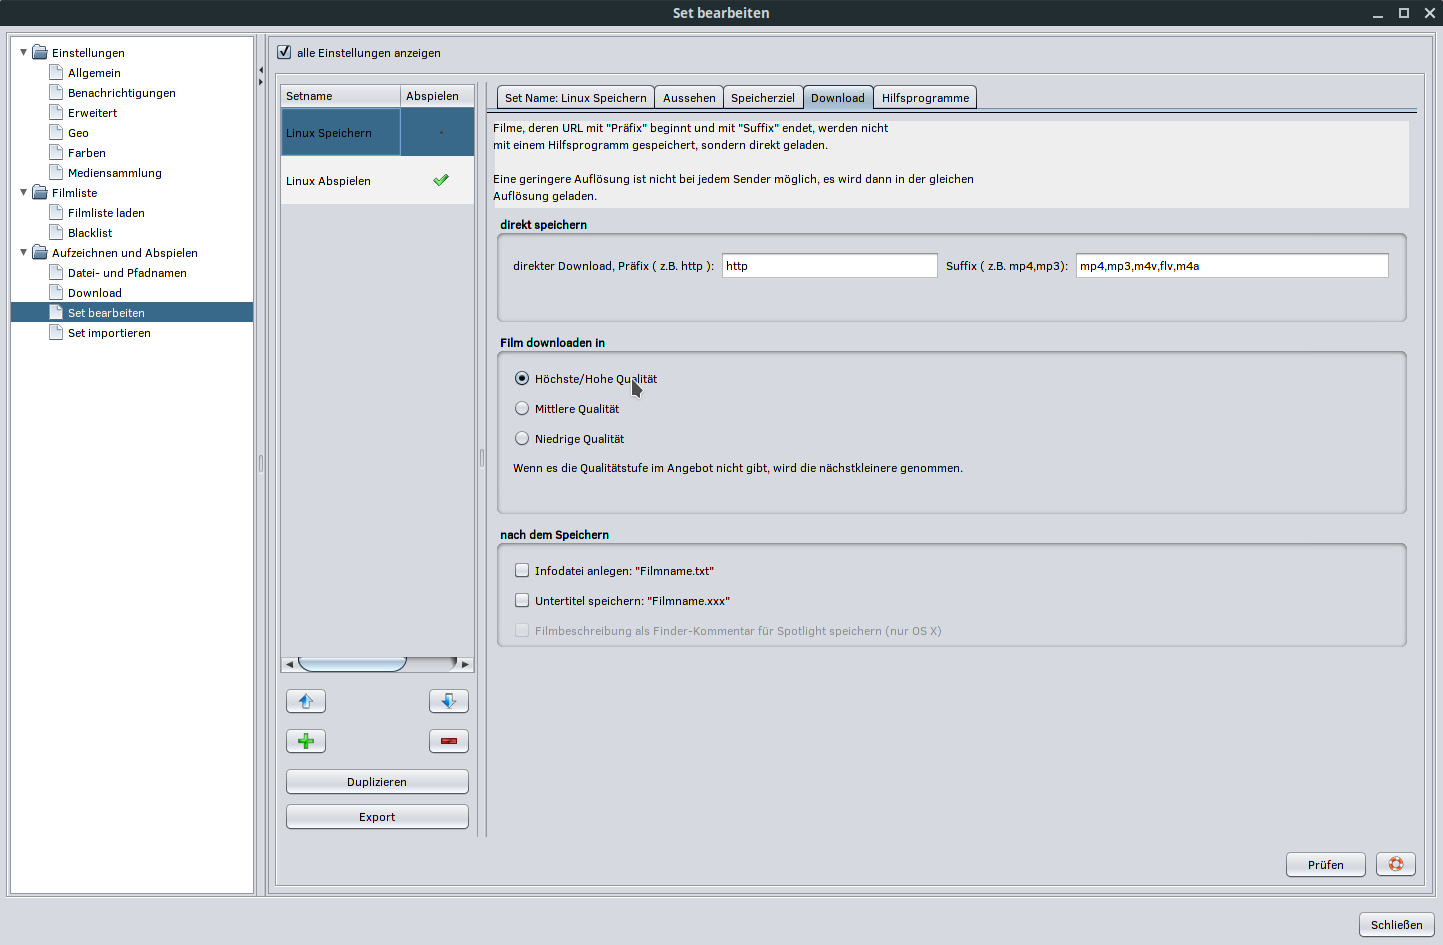 Set bearbeiten
Einstellungen
Allgemein
Benachrichtigungen
Erweitert
Geo
Farben
Mediensammlung
Filmliste
Filmliste laden
Blacklist
Aufzeichnen und Abspielen
Datei- und Pfadnamen
Download
Set bearbeiten
Set importieren
alle Einstellungen anzeigen
Setname Abspielen
Linux Speichern
Linux Abspielen
Duplizieren
Export
Set Name: Linux Speichern Aussehen Speicherziel Download Hilfsprogramme
Filme, deren URL mit "Präfix" beginnt und mit "Suffix" endet, werden nicht
mit einem Hilfsprogramm gespeichert, sondern direkt geladen.
Eine geringere Auflösung ist nicht bei jedem Sender möglich, es wird dann in der gleichen
Auflösung geladen.
direkt speichern
direkter Download, Präfix ( z.B. http ): http Suffix ( z.B. mp4,mp3): mp4,mp3,m4v,flv,m4a
Film downloaden in
Höchste/Hohe Qualität
Mittlere Qualität
Niedrige Qualität
Wenn es die Qualitätstufe im Angebot nicht gibt, wird die nächstkleinere genommen.
nach dem Speichern
Infodatei anlegen: "Filmname.txt"
Untertitel speichern: "Filmname.xxx"
Filmbeschreibung als Finder-Kommentar für Spotlight speichern (nur OS X)
Prüfen
Schließen